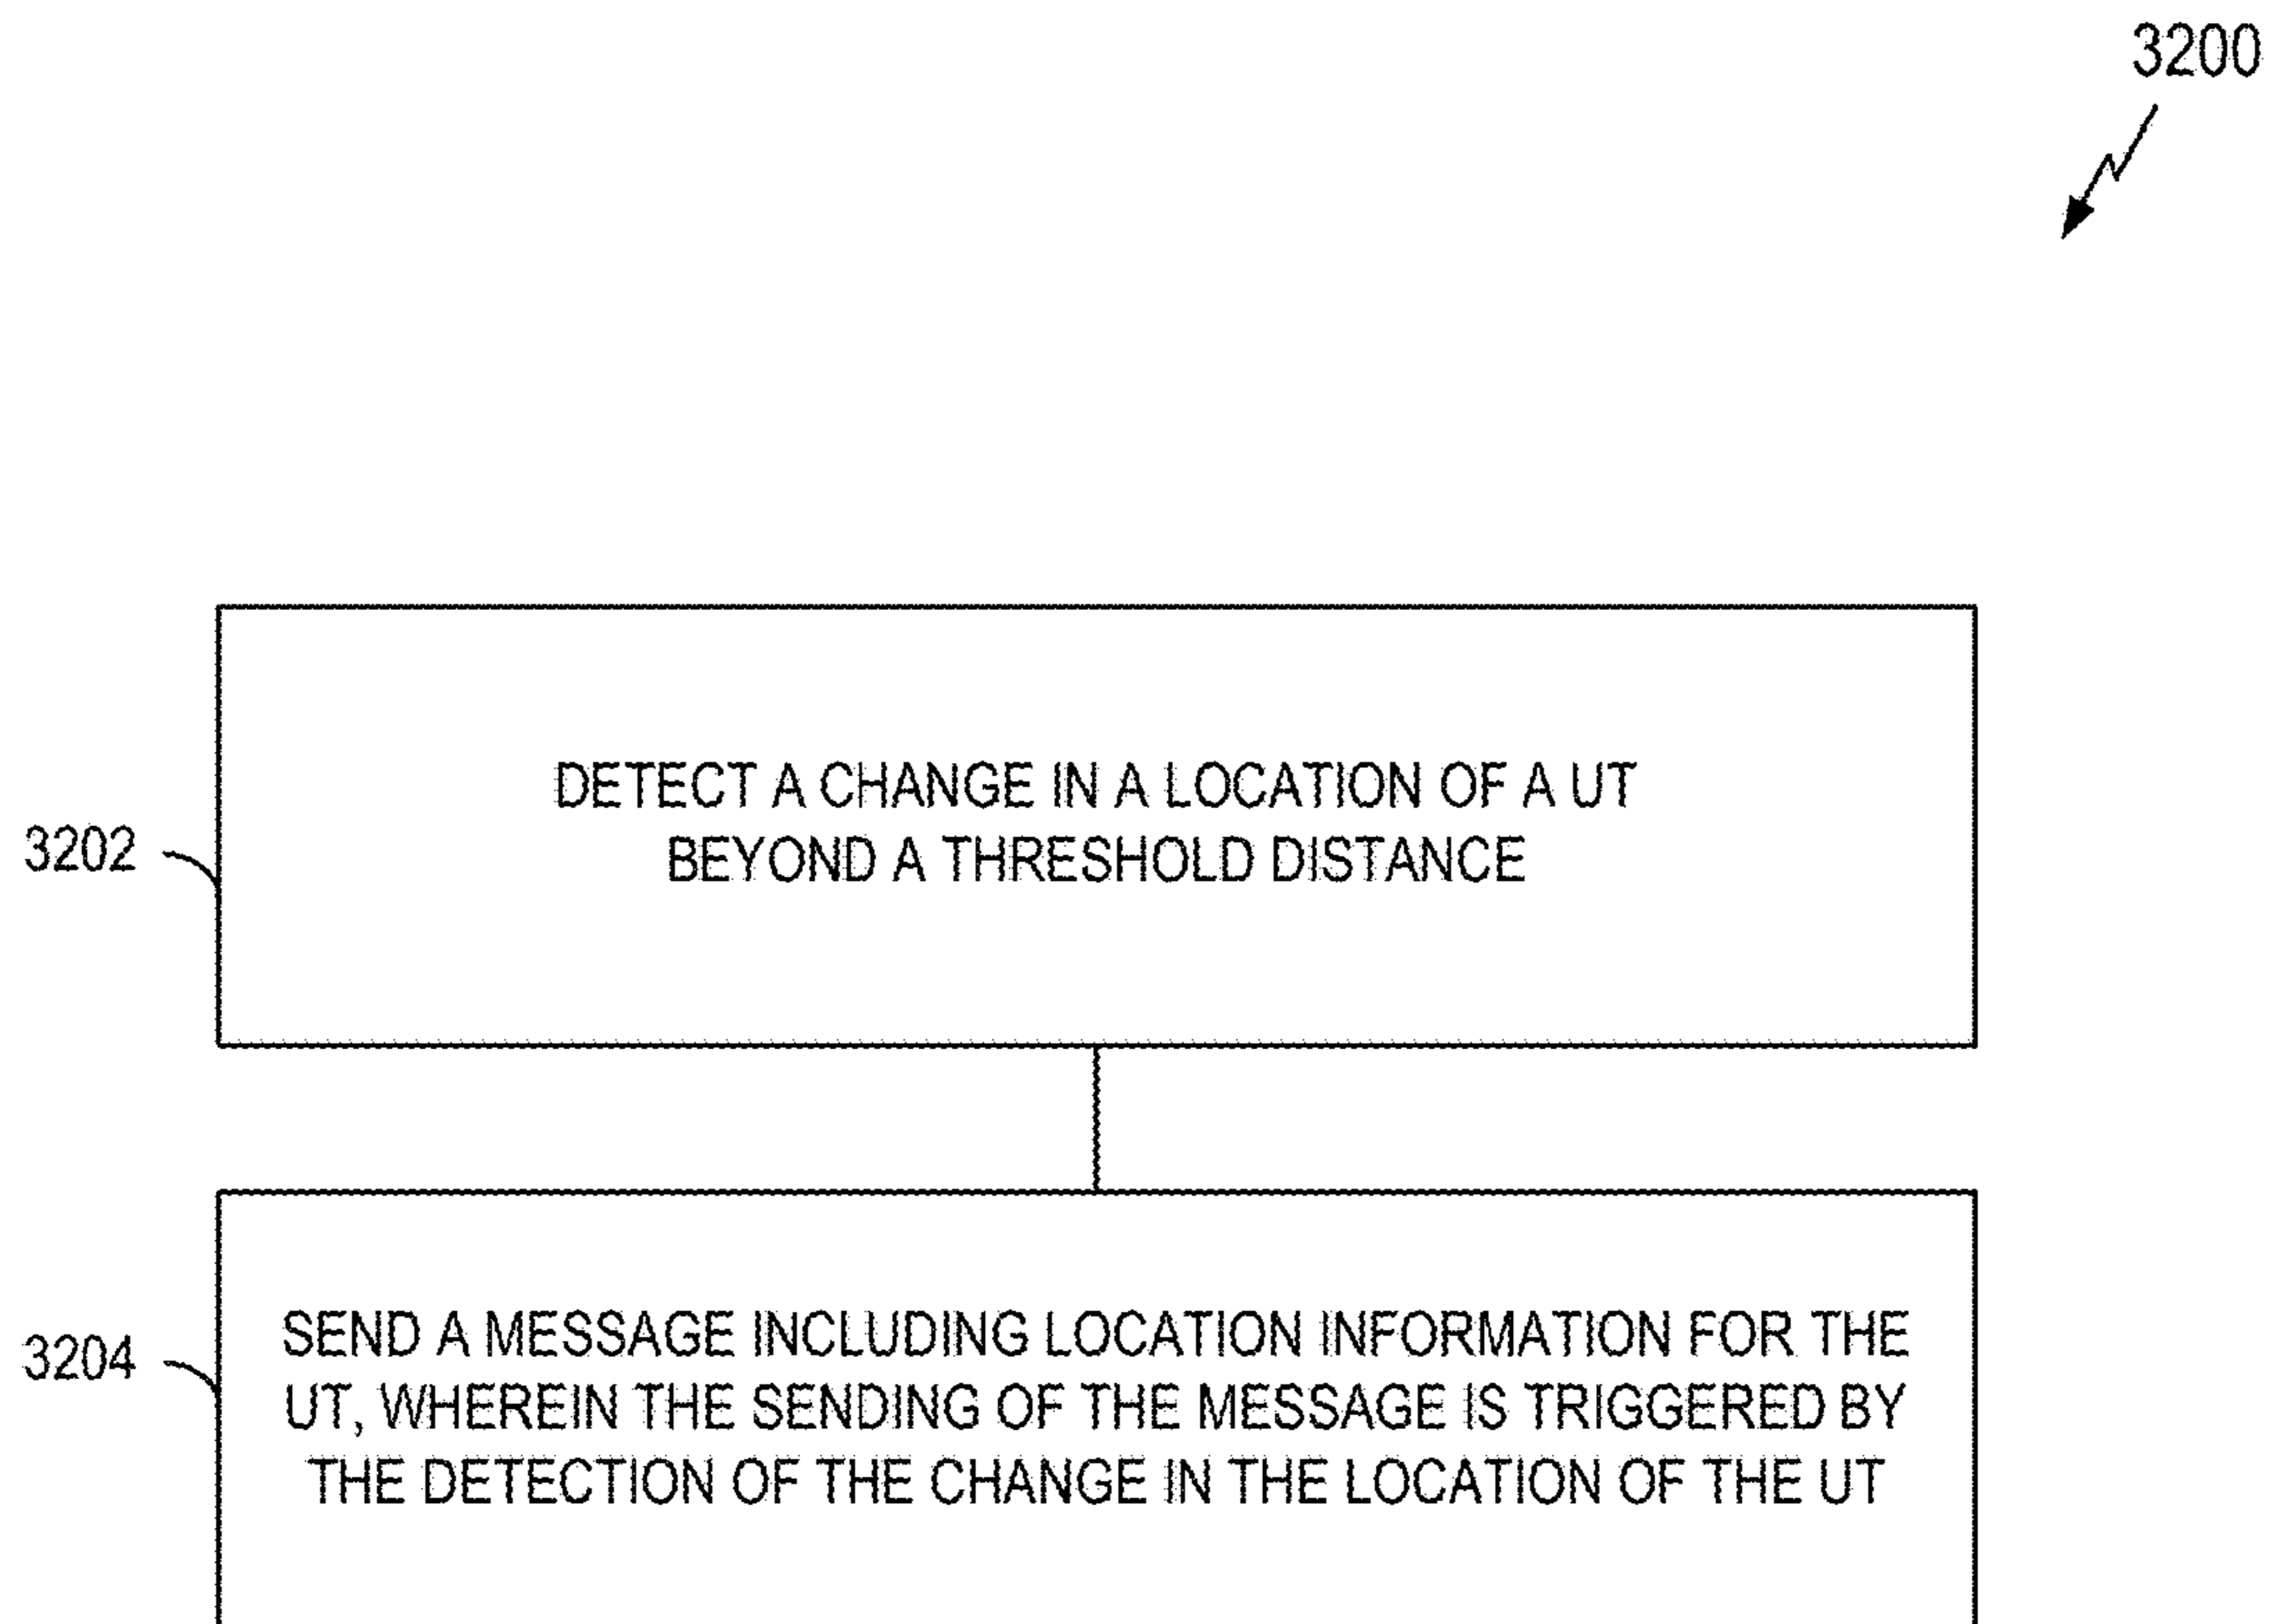 3200
DETECT A CHANGE IN A LOCATION OF A UT
BEYOND A THRESHOLD DISTANCE
3202
SEND A MESSAGE INCLUDING LOCATION INFORMATION FOR THE
UT, WHEREIN THE SENDING OF THE MESSAGE IS TRIGGERED BY
THE DETECTION OF THE CHANGE IN THE LOCATION OF THE UT
3204